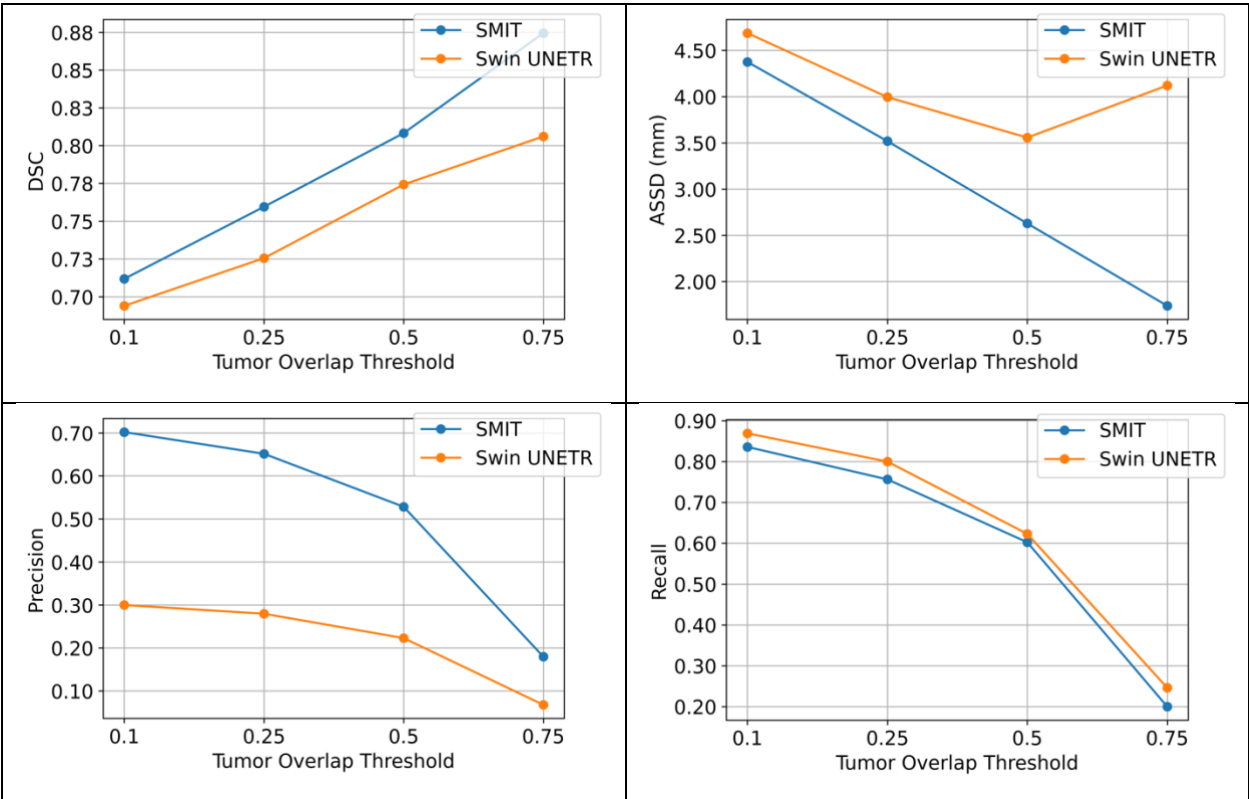 SMIT
Swin UNETR
0.88
0.85
0.83
0.80
0.78
0.75
0.73
0.70
DSC
0.1 0.25 0.5 0.75
Tumor Overlap Threshold
SMIT
Swin UNETR
4.50
4.00
3.50
3.00
2.50
2.00
ASSD (mm)
0.1 0.25 0.5 0.75
Tumor Overlap Threshold
SMIT
Swin UNETR
0.70
0.60
0.50
0.40
0.30
0.20
0.10
Precision
0.1 0.25 0.5 0.75
Tumor Overlap Threshold
SMIT
Swin UNETR
0.90
0.80
0.70
0.60
0.50
0.40
0.30
0.20
Recall
0.1 0.25 0.5 0.75
Tumor Overlap Threshold